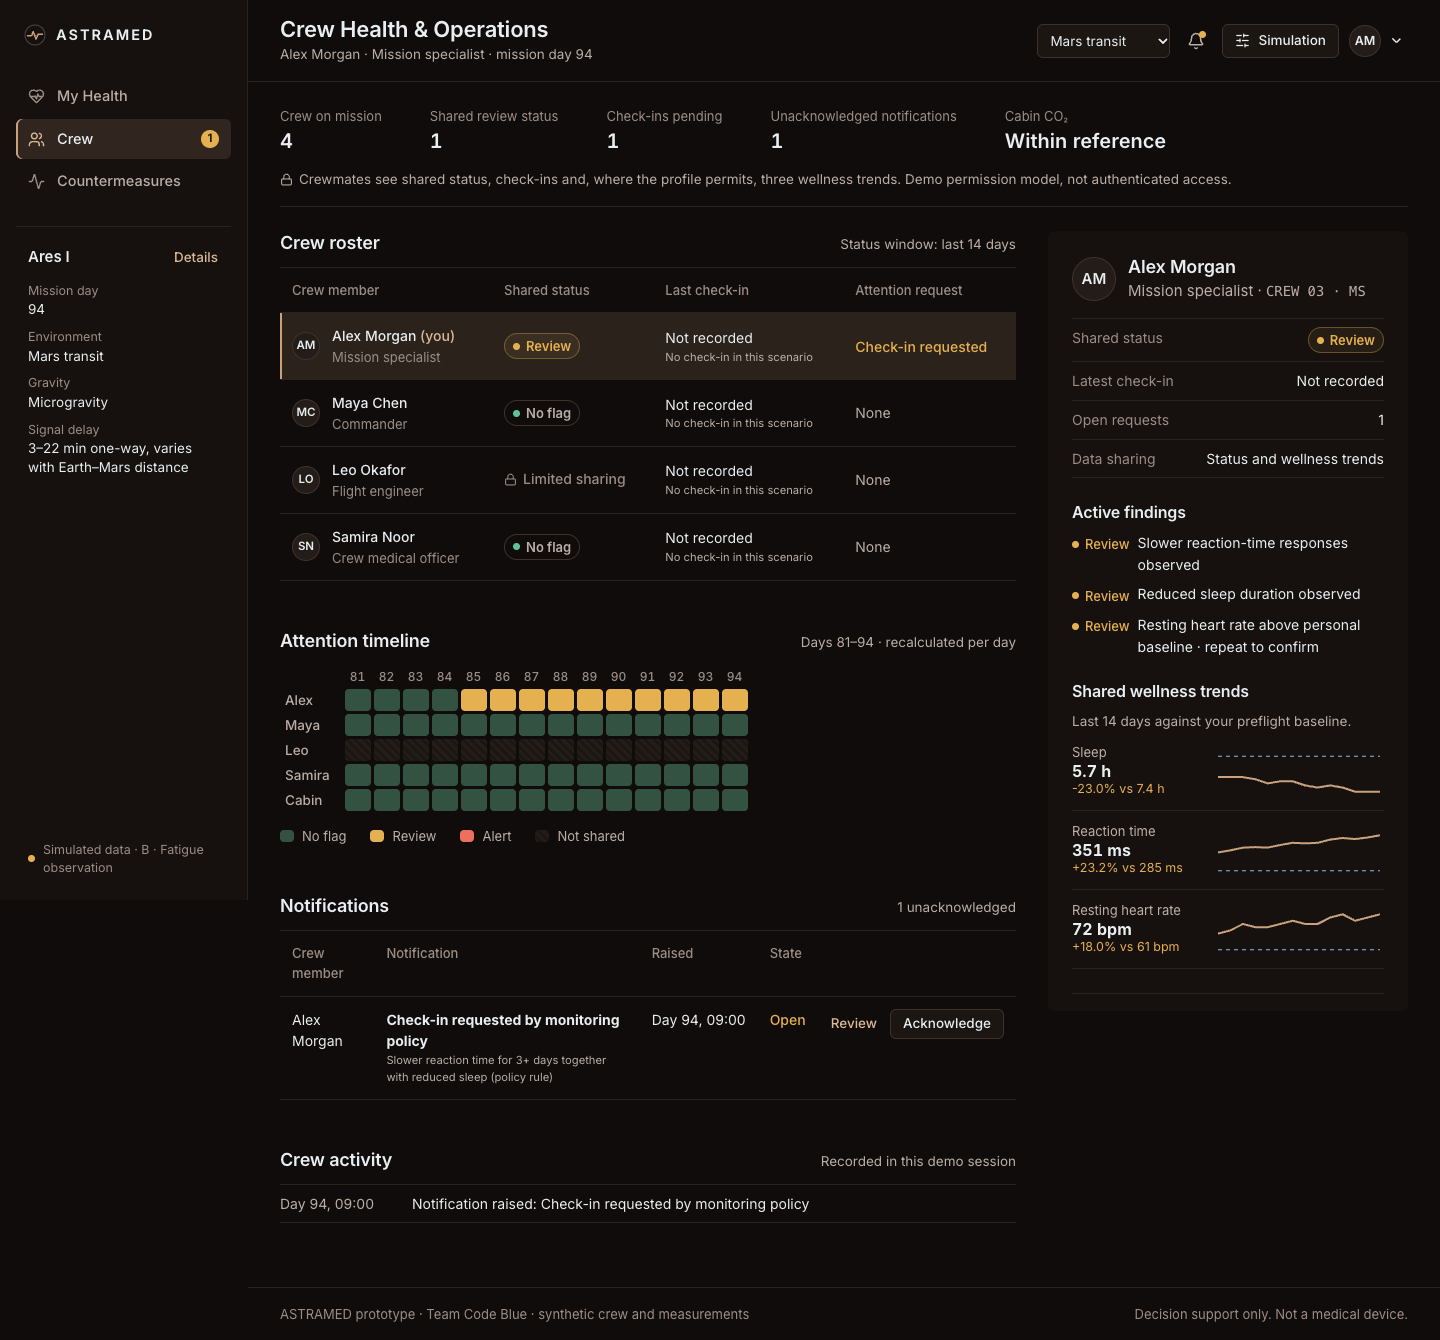 ASTRAMED
My Health
Crew 1
Countermeasures
Ares I Details
Mission day
94
Environment
Mars transit
Gravity
Microgravity
Signal delay
3–22 min one-way, varies
with Earth–Mars distance
Simulated data · B · Fatigue
observation
Crew Health & Operations
Alex Morgan · Mission specialist · mission day 94
Mars transit
Simulation
AM
Crew on mission
4
Shared review status
1
Check-ins pending
1
Unacknowledged notifications
1
Cabin CO₂
Within reference
Crewmates see shared status, check-ins and, where the profile permits, three wellness trends. Demo permission model, not authenticated access.
Crew roster Status window: last 14 days
Crew member Shared status Last check-in Attention request
AM Alex Morgan (you) Review Not recorded Check-in requested
Mission specialist No check-in in this scenario
MC Maya Chen No flag Not recorded None
Commander No check-in in this scenario
LO Leo Okafor Limited sharing Not recorded None
Flight engineer No check-in in this scenario
SN Samira Noor No flag Not recorded None
Crew medical officer No check-in in this scenario
Attention timeline Days 81–94 · recalculated per day
81 82 83 84 85 86 87 88 89 90 91 92 93 94
Alex
Maya
Leo
Samira
Cabin
No flag Review Alert Not shared
Notifications 1 unacknowledged
Crew
member Notification Raised State
Alex
Morgan
Check-in requested by monitoring
policy
Slower reaction time for 3+ days together
with reduced sleep (policy rule)
Day 94, 09:00 Open Review Acknowledge
Crew activity Recorded in this demo session
Day 94, 09:00 Notification raised: Check-in requested by monitoring policy
AM Alex Morgan
Mission specialist · CREW 03 · MS
Shared status Review
Latest check-in Not recorded
Open requests 1
Data sharing Status and wellness trends
Active findings
Review Slower reaction-time responses
observed
Review Reduced sleep duration observed
Review Resting heart rate above personal
baseline · repeat to confirm
Shared wellness trends
Last 14 days against your preflight baseline.
Sleep
5.7 h
-23.0% vs 7.4 h
Reaction time
351 ms
+23.2% vs 285 ms
Resting heart rate
72 bpm
+18.0% vs 61 bpm
ASTRAMED prototype · Team Code Blue · synthetic crew and measurements
Decision support only. Not a medical device.